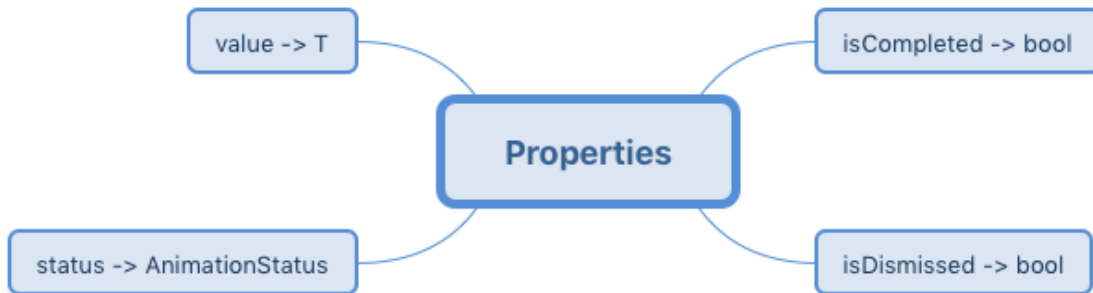 value -> T
isCompleted -> bool
Properties
status -> AnimationStatus
isDismissed -> bool